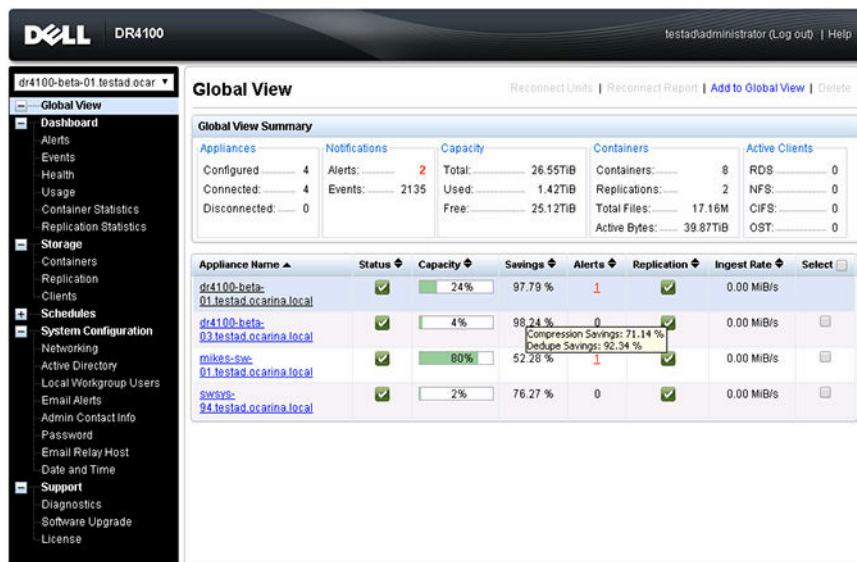 DELL DR4100
testad\administrator (Log out) | Help
dr4100-beta-01.testad.ocar
Global View
Dashboard
Alerts
Events
Health
Usage
Container Statistics
Replication Statistics
Storage
Containers
Replication
Clients
Schedules
System Configuration
Networking
Active Directory
Local Workgroup Users
Email Alerts
Admin Contact Info
Password
Email Relay Host
Date and Time
Support
Diagnostics
Software Upgrade
License
Global View
Reconnect Units | Reconnect Report | Add to Global View | Delete
Global View Summary
Appliances
Configured 4
Connected: 4
Disconnected: 0
Notifications
Alerts: 2
Events: 2135
Capacity
Total: 26.55TiB
Used: 1.42TiB
Free: 25.12TiB
Containers
Containers: 8
Replications: 2
Total Files: 17.16M
Active Bytes: 39.87TiB
Active Clients
RDS 0
NFS: 0
CIFS: 0
OST: 0
Appliance Name Status Capacity Savings Alerts Replication Ingest Rate Select
dr4100-beta-
01.testad.ocarina.local
24% 97.79 % 1 0.00 MiB/s
dr4100-beta-
03.testad.ocarina.local
4% 98.24 % 0 0.00 MiB/s
Compression Savings: 71.14 %
Dedupe Savings: 92.34 %
mikes-sw-
01.testad.ocarina.local
80% 52.28 % 1 0.00 MiB/s
swsys-
94.testad.ocarina.local
2% 76.27 % 0 0.00 MiB/s